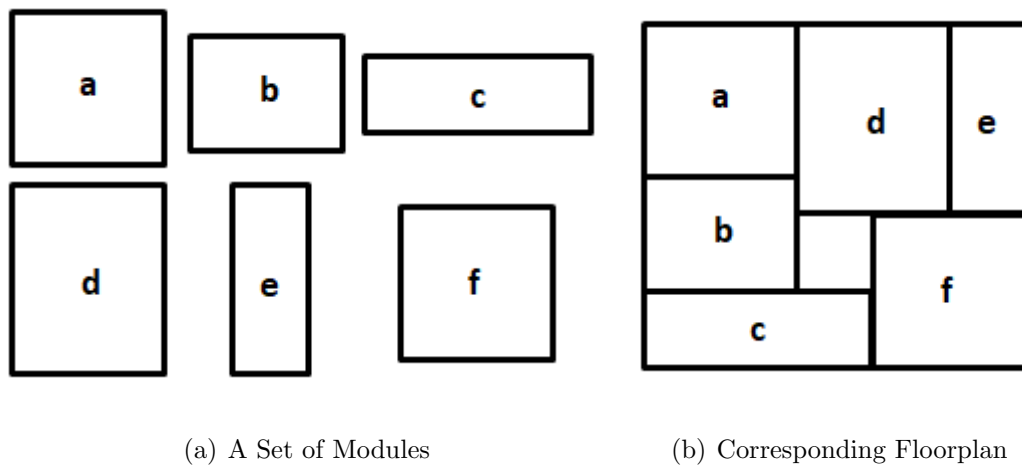 a b c
d e f
a d e
b f
c
(a) A Set of Modules
(b) Corresponding Floorplan